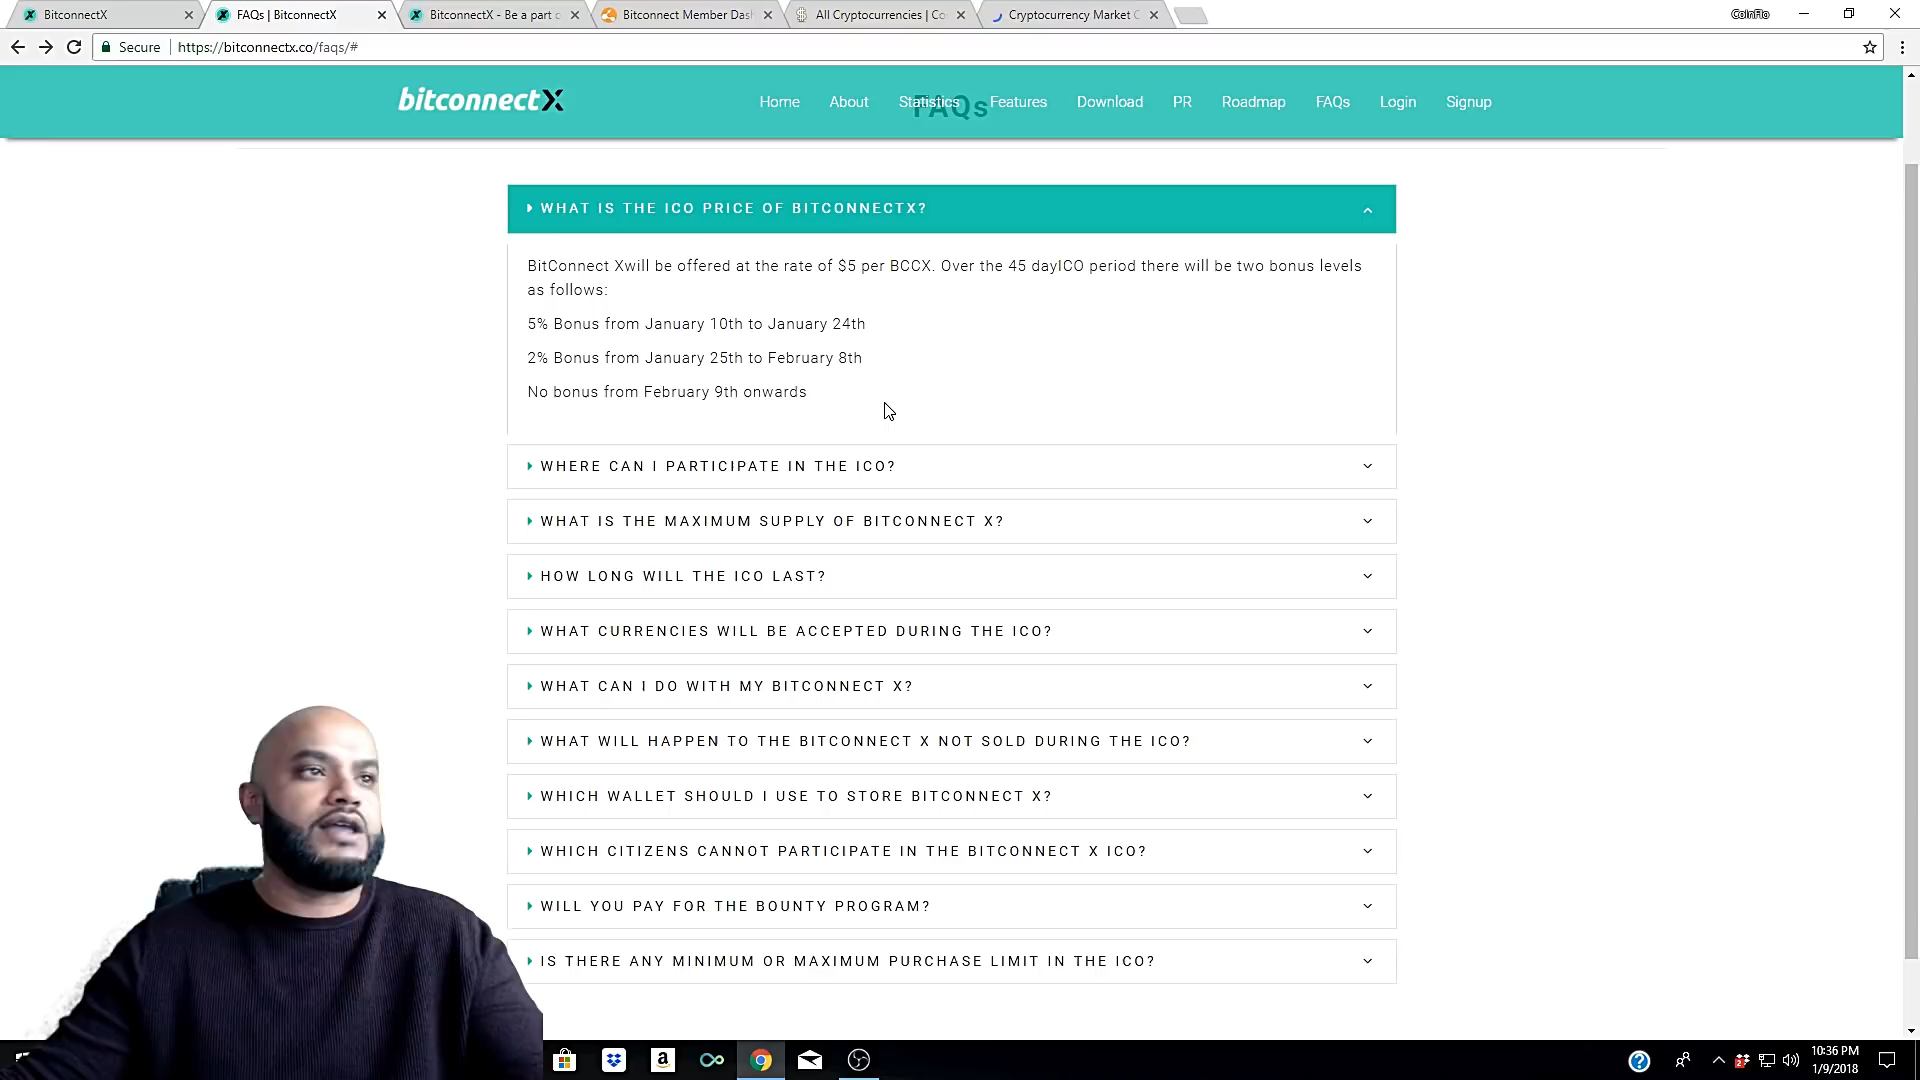 BitconnectX
FAQs | BitconnectX
BitconnectX - Be a part o
Bitconnect Member Das
All Cryptocurrencies | Co
Cryptocurrency Market C
CoinFlo
Secure
https://bitconnectx.co/faqs/#
bitconnectX
Home
About
Statistics
Features
Download
PR
Roadmap
FAQs
Login
Signup
FAQs
WHAT IS THE ICO PRICE OF BITCONNECTX?
BitConnect Xwill be offered at the rate of $5 per BCCX. Over the 45 dayICO period there will be two bonus levels
as follows:
5% Bonus from January 10th to January 24th
2% Bonus from January 25th to February 8th
No bonus from February 9th onwards
WHERE CAN I PARTICIPATE IN THE ICO?
WHAT IS THE MAXIMUM SUPPLY OF BITCONNECT X?
HOW LONG WILL THE ICO LAST?
WHAT CURRENCIES WILL BE ACCEPTED DURING THE ICO?
WHAT CAN I DO WITH MY BITCONNECT X?
WHAT WILL HAPPEN TO THE BITCONNECT X NOT SOLD DURING THE ICO?
WHICH WALLET SHOULD I USE TO STORE BITCONNECT X?
WHICH CITIZENS CANNOT PARTICIPATE IN THE BITCONNECT X ICO?
WILL YOU PAY FOR THE BOUNTY PROGRAM?
IS THERE ANY MINIMUM OR MAXIMUM PURCHASE LIMIT IN THE ICO?
10:36 PM
1/9/2018